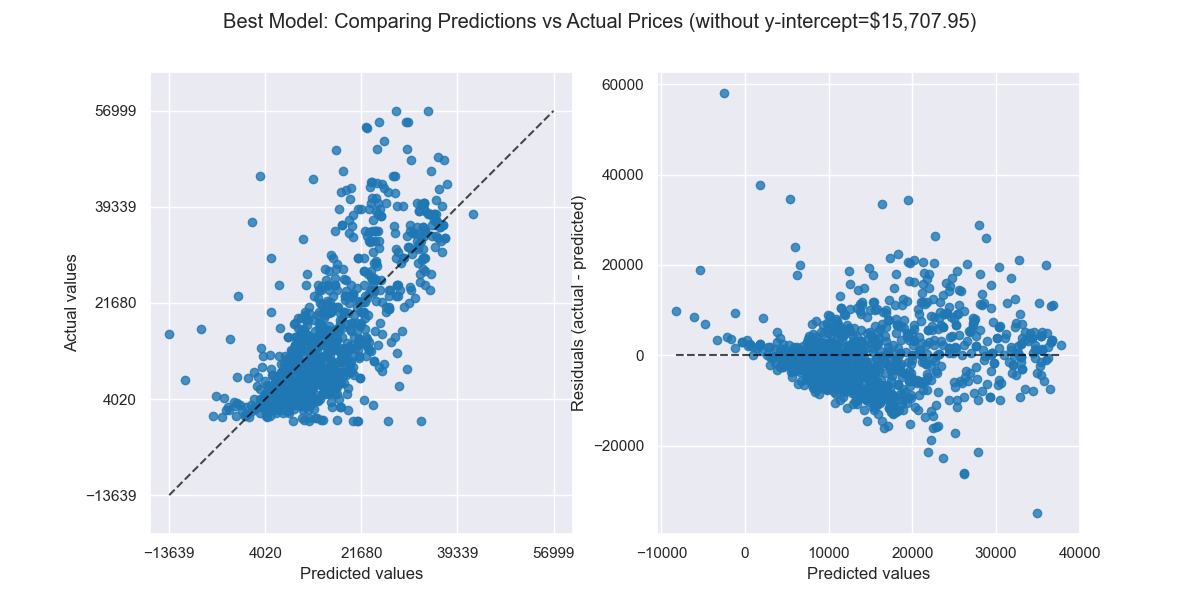 Best Model: Comparing Predictions vs Actual Prices (without y-intercept=$15,707.95)
56999
39339
21680
4020
−13639
Actual values
−13639 4020 21680 39339 56999
Predicted values
60000
40000
20000
0
−20000
Residuals (actual - predicted)
−10000 0 10000 20000 30000 40000
Predicted values